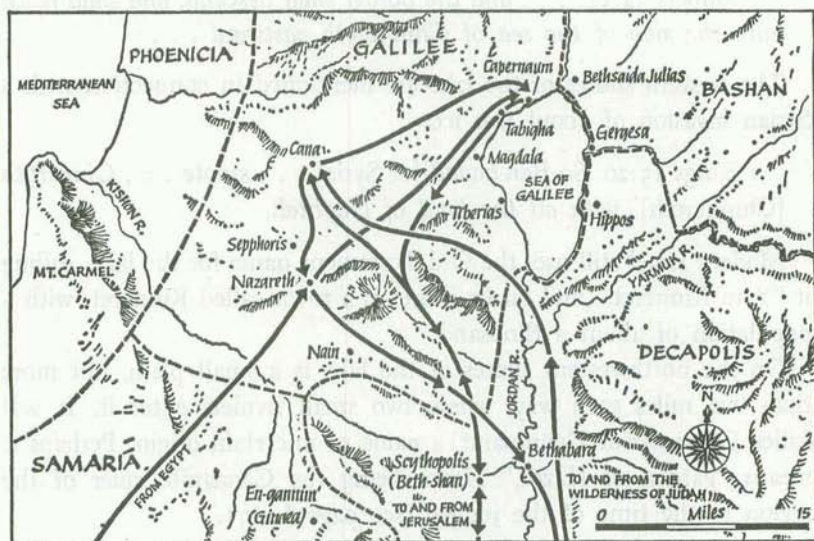 PHOENICIA
GALILEE
MEDITERRANEAN
SEA
Capernaum
Bethsaida Julias
BASHAN
Tabigha
Gergesa
Cana
Magdala
SEA OF
GALILEE
KISHON R.
Tiberias
Hippos
Sepphoris
YARMUK R.
MT. CARMEL
Nazareth
DECAPOLIS
Nain
JORDAN R.
N
SAMARIA
FROM EGYPT
Scythopolis
(Beth-shan)
Bethabara
En-gannim
(Ginaea)
TO AND FROM
JERUSALEM
TO AND FROM THE
WILDERNESS OF JUDAH
0 Miles 15